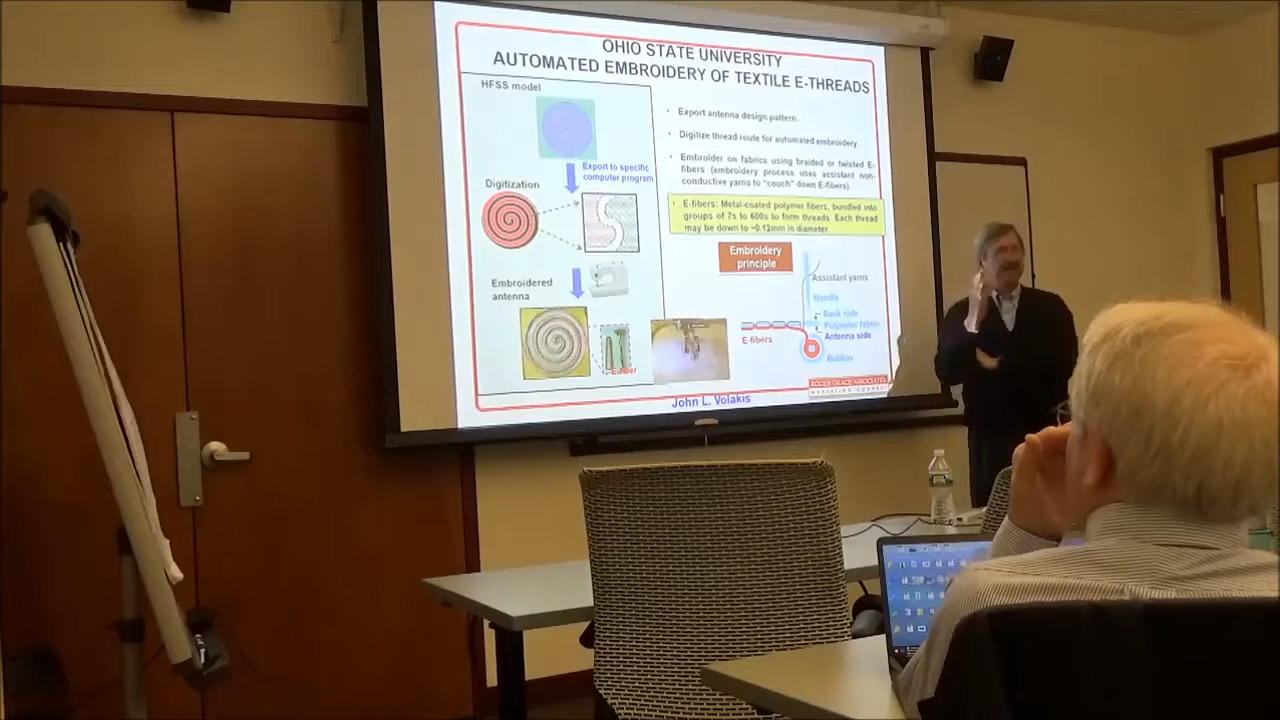 OHIO STATE UNIVERSITY
AUTOMATED EMBROIDERY OF TEXTILE E-THREADS
HFSS model
Export to specific
computer program
Digitization
Embroidered
antenna
• Export antenna design pattern.
• Digitize thread route for automated embroidery.
• Embroider on fabrics using braided or twisted E-
fibers (embroidery process uses assistant non-
conductive yarns to "couch" down E-fibers).
• E-fibers: Metal-coated polymer fibers, bundled into
groups of 7s to 600s to form threads. Each thread
may be down to ~0.12mm in diameter.
Embroidery
principle
Assistant yarns
Needle
Back side
Polyester fabric
Antenna side
E-fibers
Bobbin
E-fiber
John L. Volakis